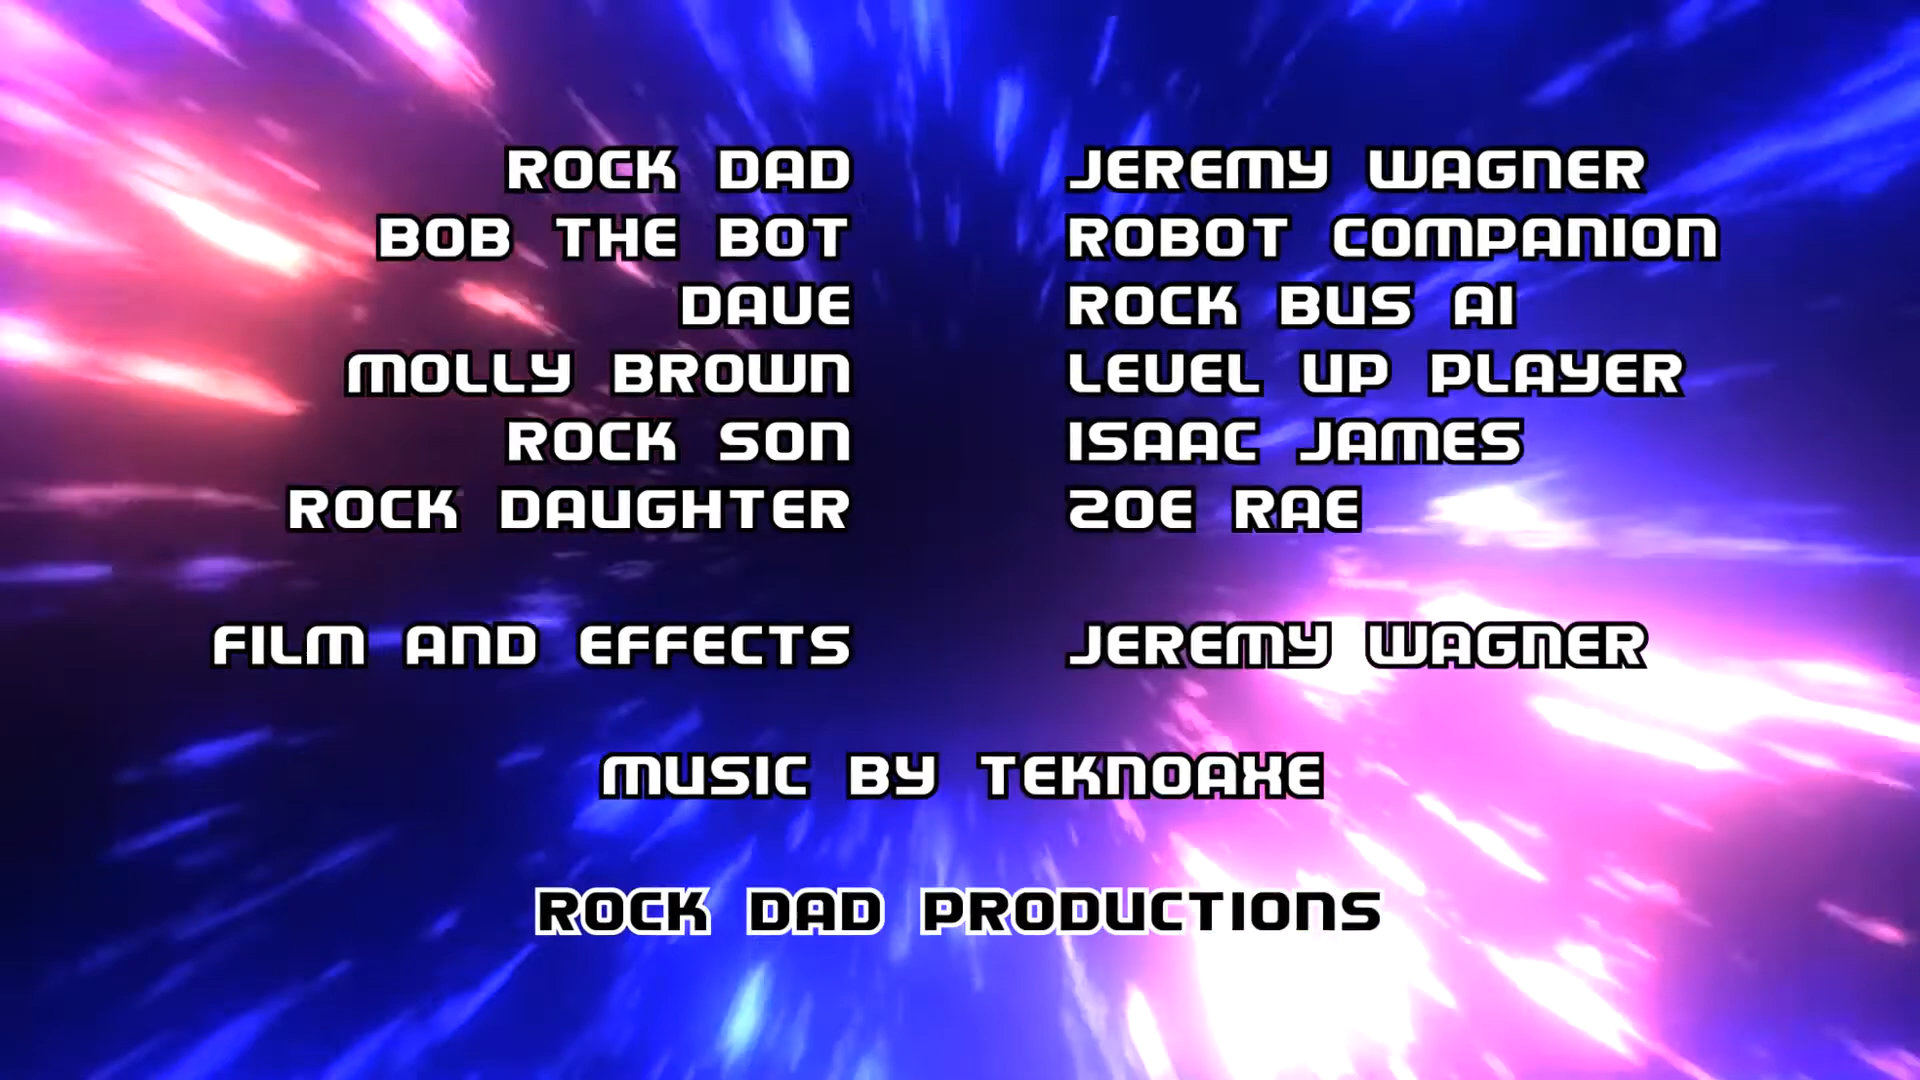 ROCK DAD JEREMY WAGNER
BOB THE BOT ROBOT COMPANION
DAVE ROCK BUS AI
MOLLY BROWN LEVEL UP PLAYER
ROCK SON ISAAC JAMES
ROCK DAUGHTER ZOE RAE
FILM AND EFFECTS JEREMY WAGNER
MUSIC BY TEKNOAXE
ROCK DAD PRODUCTIONS